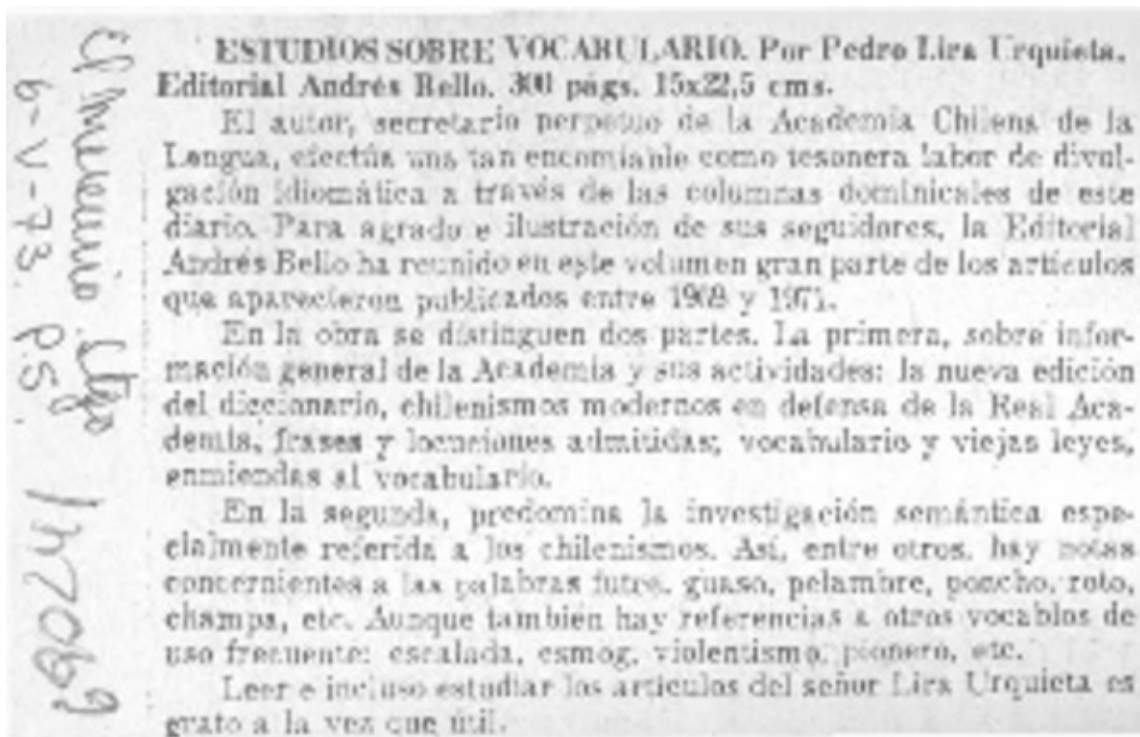 ESTUDIOS SOBRE VOCABULARIO. Por Pedro Lira Urquieta.
Editorial Andrés Bello. 300 págs. 15x22,5 cms.
El autor, secretario perpetuo de la Academia Chilena de la
Lengua, efectúa una tan encomiable como tesonera labor de divul-
gación idiomática a través de las columnas dominicales de este
diario. Para agrado e ilustración de sus seguidores, la Editorial
Andrés Bello ha reunido en este volumen gran parte de los artículos
que aparecieron publicados entre 1969 y 1971.
En la obra se distinguen dos partes. La primera, sobre infor-
mación general de la Academia y sus actividades: la nueva edición
del diccionario, chilenismos modernos en defensa de la Real Aca-
demia, frases y locuciones admitidas; vocabulario y viejas leyes,
enmiendas al vocabulario.
En la segunda, predomina la investigación semántica espe-
cialmente referida a los chilenismos. Así, entre otros, hay notas
concernientes a las palabras futre, guaso, pelambre, poncho, roto,
champa, etc. Aunque también hay referencias a otros vocablos de
uso frecuente: escalada, esmog, violentismo, pionero, etc.
Leer e incluso estudiar los artículos del señor Lira Urquieta es
grato a la vez que útil.
El Mercurio Stgo
6-V-73. p.5.